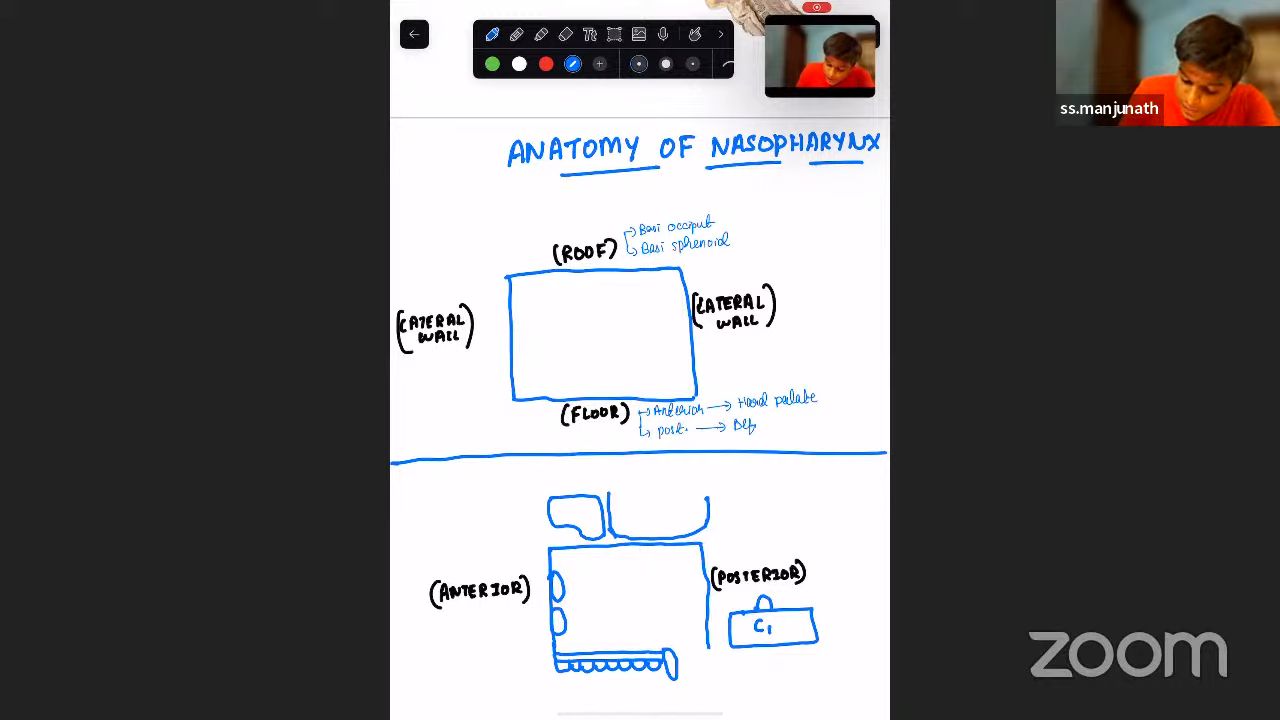 Tt
ss.manjunath
ANATOMY OF NASOPHARYNX
Basi occiput
(ROOF)
Basi sphenoid
(LATERAL
WALL)
(LATERAL
WALL)
(FLOOR)
Anterior → Hard palate
post. →
(ANTERIOR)
(POSTERIOR)
C1
zoom